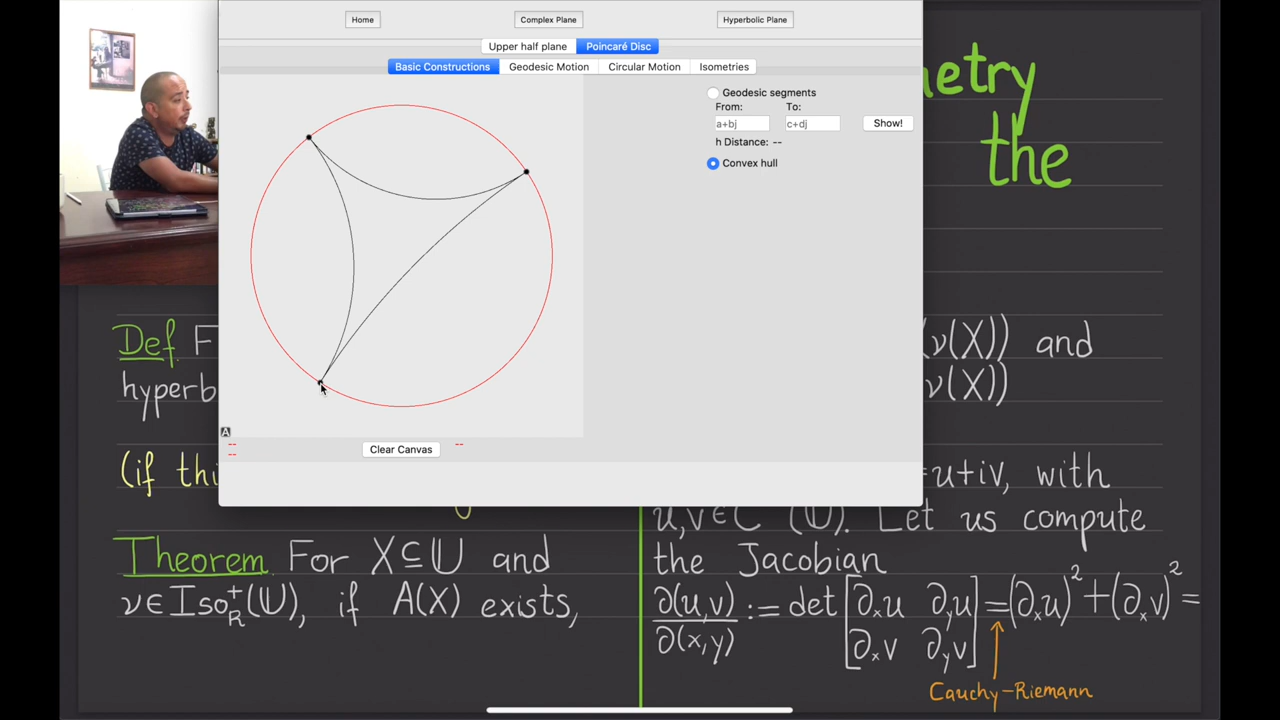 Home Complex Plane Hyperbolic Plane
Upper half plane Poincaré Disc
Basic Constructions Geodesic Motion Circular Motion Isometries
Geodesic segments
From: To:
a+bj c+dj Show!
h Distance: --
Convex hull
A
-- --
--
Clear Canvas
the
Def. F
hyperb
(if thi
Theorem For X⊆𝕌 and
ν∈Iso⁺_R(𝕌), if A(X) exists,
(ν(X)) and
ν(X))
=u+iv, with
Let us compute
the Jacobian
∂(u,v)/∂(x,y) := det [∂ₓu ∂ᵧu
∂ₓv ∂ᵧv] = (∂ₓu)² + (∂ₓv)² =
Cauchy-Riemann